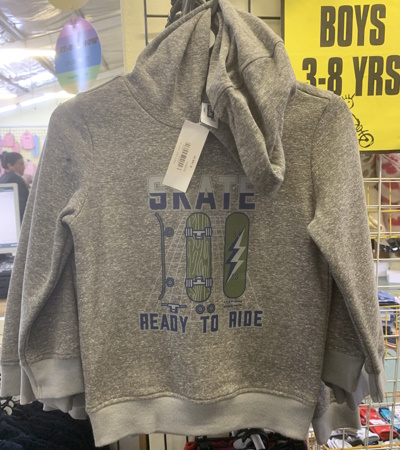 BOYS
3-8 YRS
SKATE
READY TO RIDE